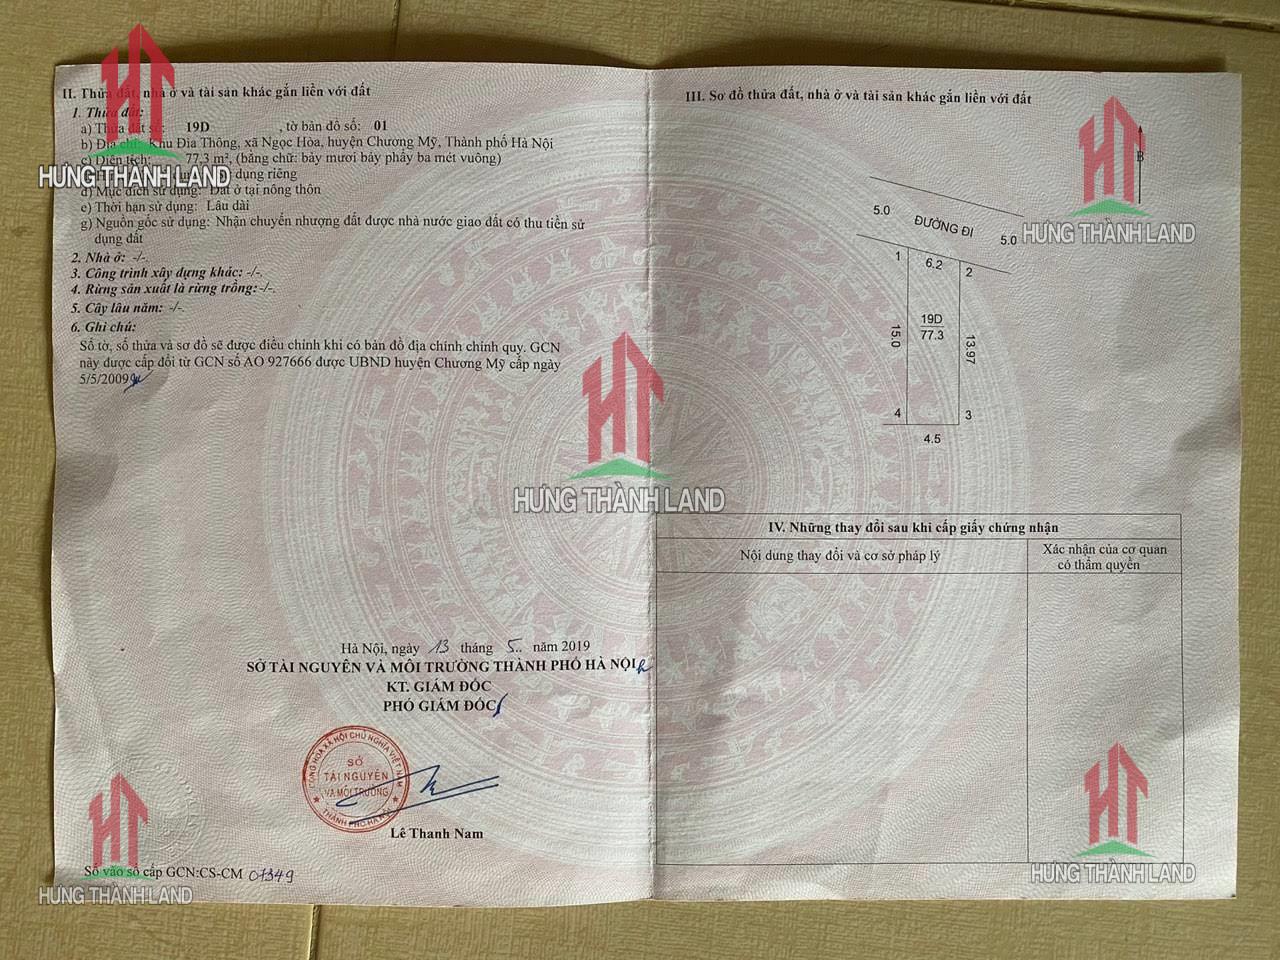 II. Thửa đất, nhà ở và tài sản khác gắn liền với đất
1. Thửa đất:
a) Thửa đất số: 19D , tờ bản đồ số: 01
b) Địa chỉ: Khu Đìa Thông, xã Ngọc Hòa, huyện Chương Mỹ, Thành phố Hà Nội
c) Diện tích: 77,3 m², (bằng chữ: bảy mươi bảy phẩy ba mét vuông)
dụng riêng
đ) Mục đích sử dụng: Đất ở tại nông thôn
e) Thời hạn sử dụng: Lâu dài
g) Nguồn gốc sử dụng: Nhận chuyển nhượng đất được nhà nước giao đất có thu tiền sử
dụng đất
2. Nhà ở: -/-.
3. Công trình xây dựng khác: -/-.
4. Rừng sản xuất là rừng trồng:-/-.
5. Cây lâu năm: -/-.
6. Ghi chú:
Số tờ, số thửa và sơ đồ sẽ được điều chỉnh khi có bản đồ địa chính chính quy. GCN
này được cấp đổi từ GCN số AO 927666 được UBND huyện Chương Mỹ cấp ngày
5/5/2009
Hà Nội, ngày 13 tháng 5.. năm 2019
SỞ TÀI NGUYÊN VÀ MÔI TRƯỜNG THÀNH PHỐ HÀ NỘI
KT. GIÁM ĐỐC
PHÓ GIÁM ĐỐC
CỘNG HÒA XÃ HỘI CHỦ NGHĨA VIỆT NAM
SỞ
TÀI NGUYÊN
VÀ MÔI TRƯỜNG
THÀNH PHỐ HÀ NỘI
Lê Thanh Nam
Số vào sổ cấp GCN:CS-CM 01349
III. Sơ đồ thửa đất, nhà ở và tài sản khác gắn liền với đất
B
5.0 ĐƯỜNG ĐI 5.0
1 6.2 2
19D
77.3
15.0 13.97
4 3
4.5
IV. Những thay đổi sau khi cấp giấy chứng nhận
Nội dung thay đổi và cơ sở pháp lý
Xác nhận của cơ quan
có thẩm quyền
HƯNG THÀNH LAND
HƯNG THÀNH LAND
HƯNG THÀNH LAND
HƯNG THÀNH LAND
HƯNG THÀNH LAND